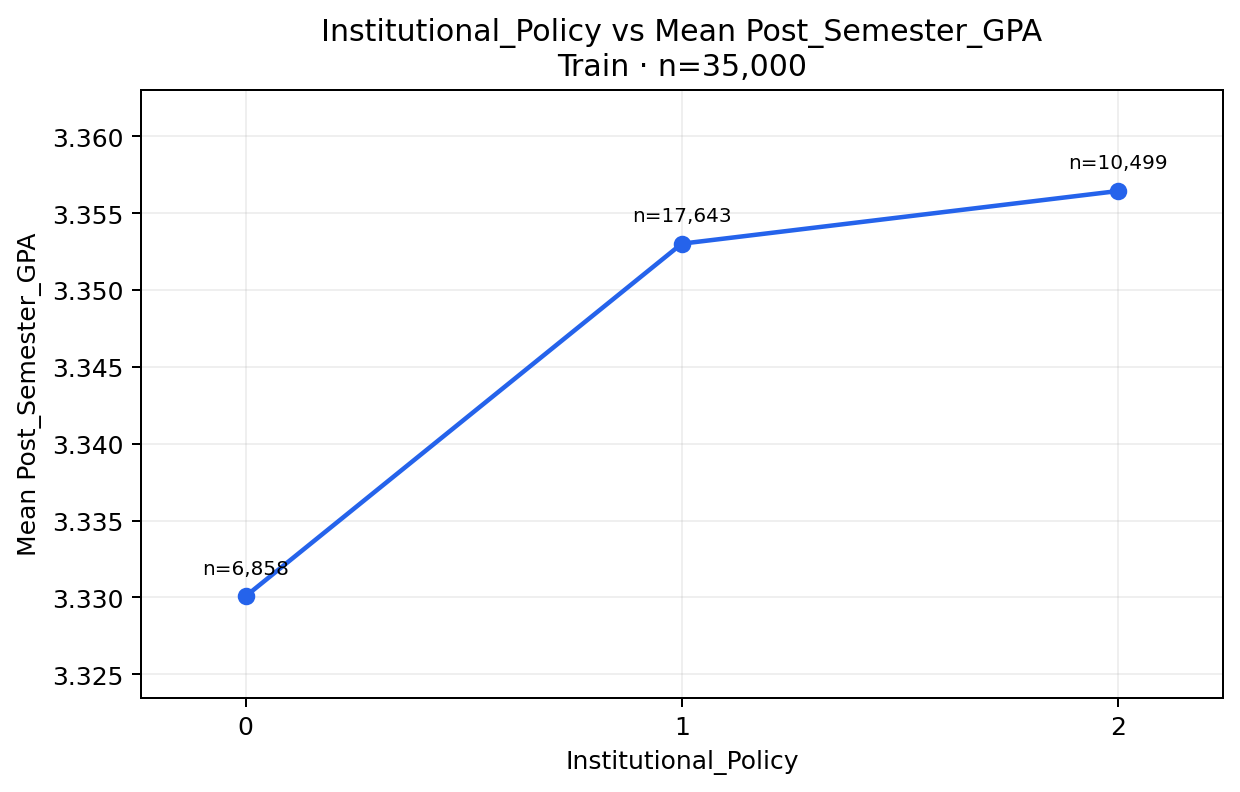 Institutional_Policy vs Mean Post_Semester_GPA
Train · n=35,000
Mean Post_Semester_GPA
3.360
3.355
3.350
3.345
3.340
3.335
3.330
3.325
n=6,858
n=17,643
n=10,499
0
1
2
Institutional_Policy